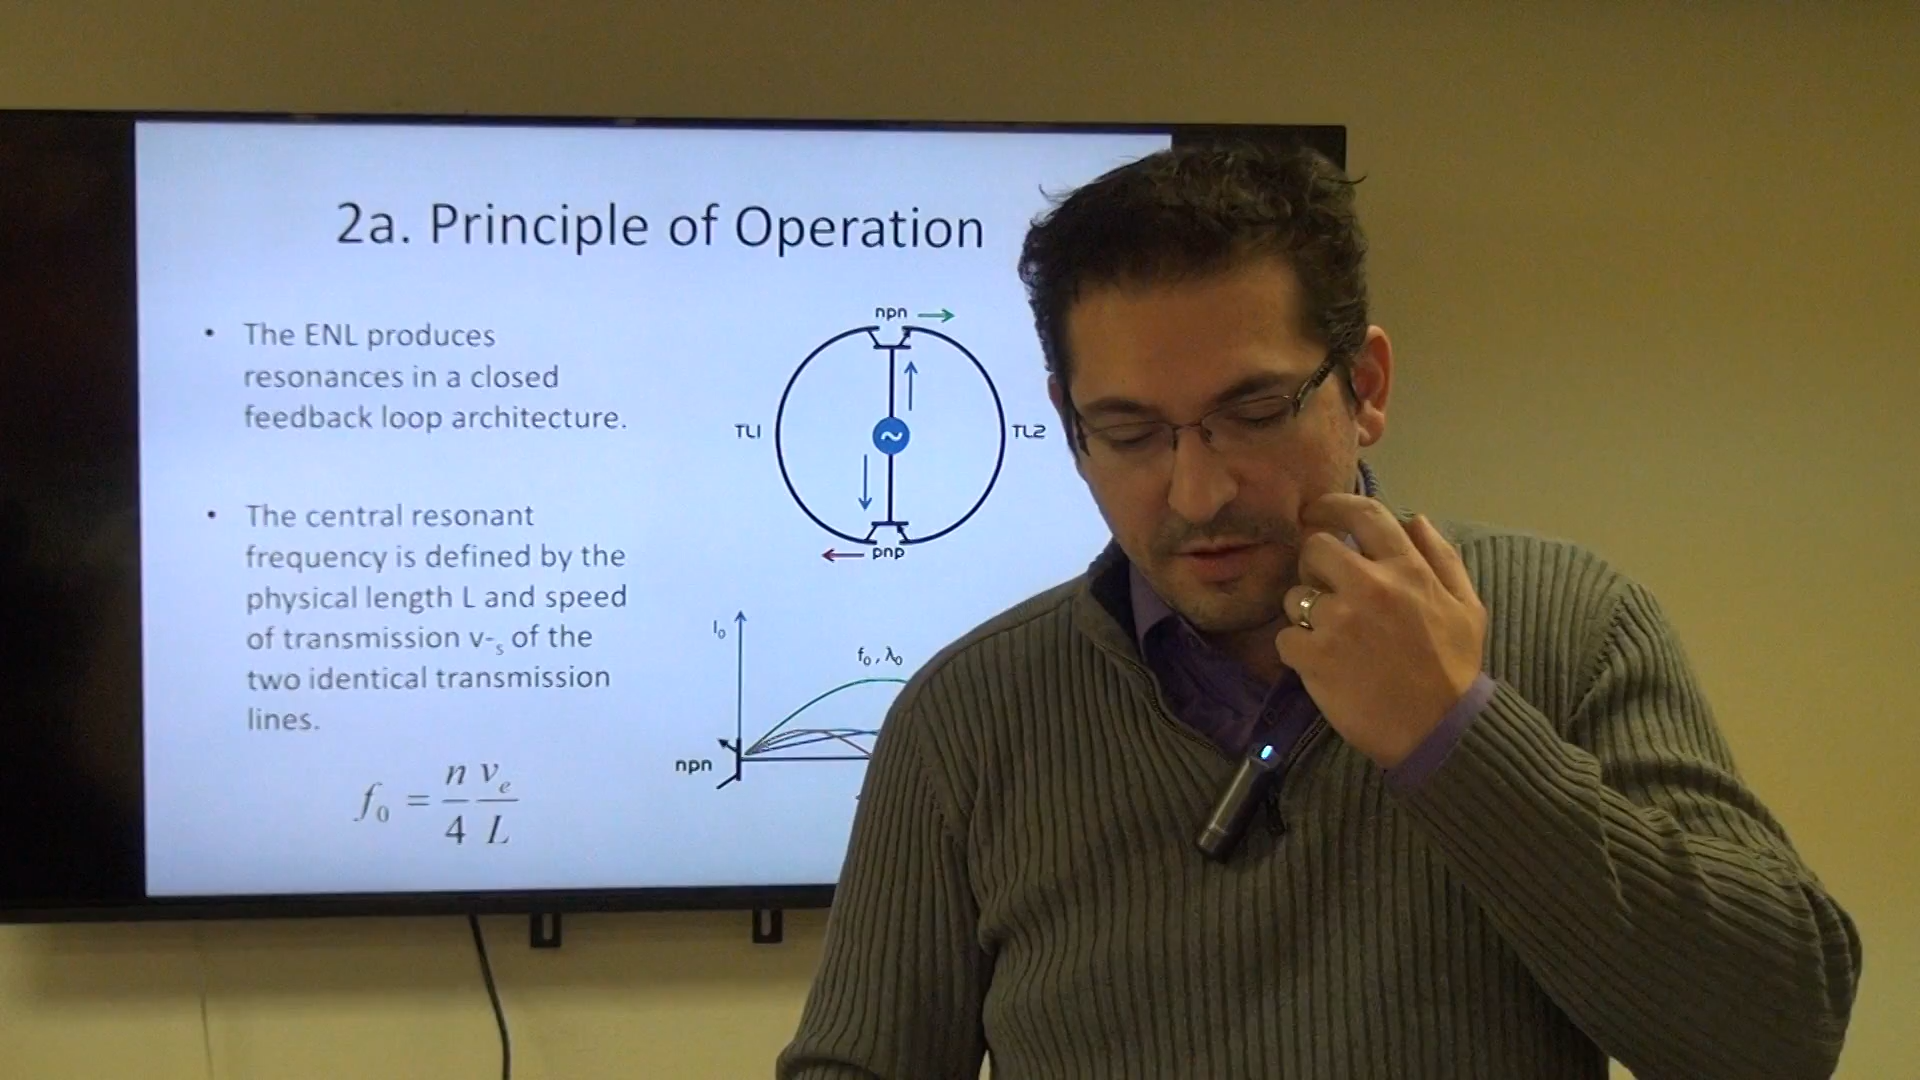 2a. Principle of Operation
• The ENL produces
resonances in a closed
feedback loop architecture.
• The central resonant
frequency is defined by the
physical length L and speed
of transmission v-ₛ of the
two identical transmission
lines.
f₀ = n/4 vₑ/L
npn
TL1
~
TL2
pnp
I₀
f₀, λ₀
npn